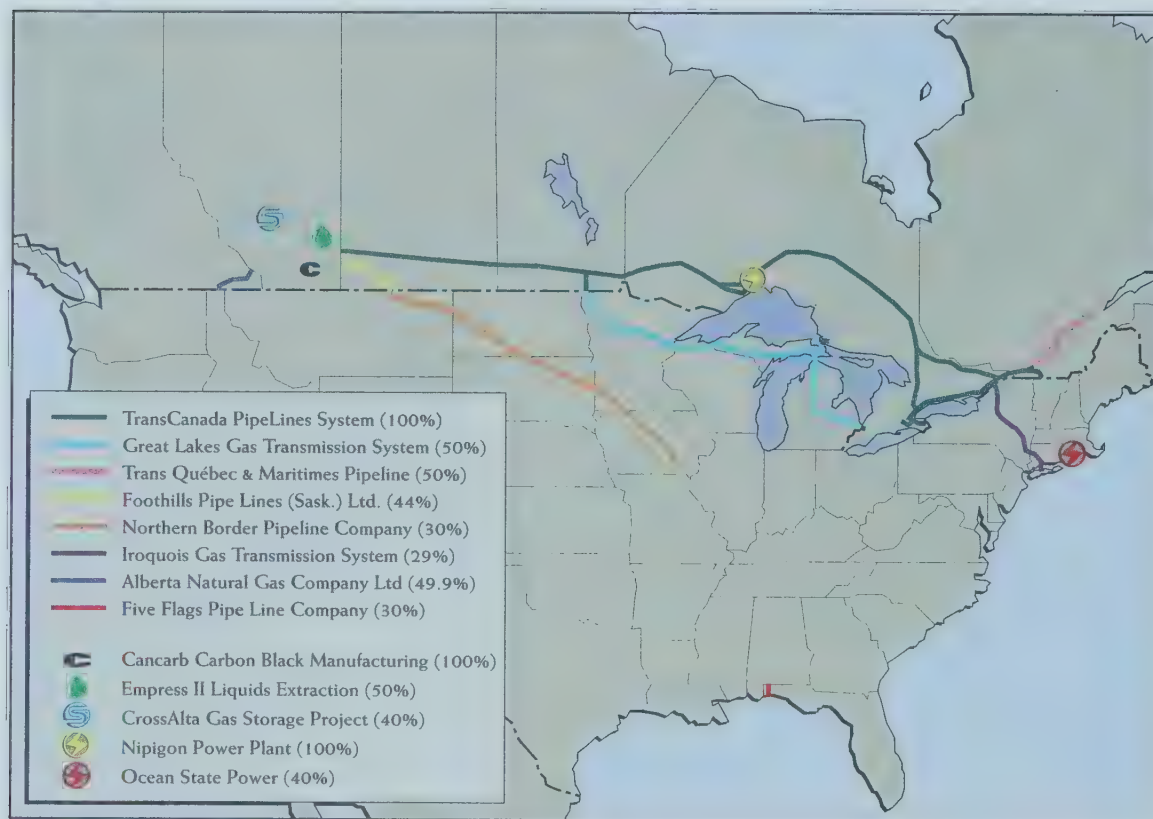 TransCanada PipeLines System (100%)
Great Lakes Gas Transmission System (50%)
Trans Québec & Maritimes Pipeline (50%)
Foothills Pipe Lines (Sask.) Ltd. (44%)
Northern Border Pipeline Company (30%)
Iroquois Gas Transmission System (29%)
Alberta Natural Gas Company Ltd (49.9%)
Five Flags Pipe Line Company (30%)
Cancarb Carbon Black Manufacturing (100%)
Empress II Liquids Extraction (50%)
CrossAlta Gas Storage Project (40%)
Nipigon Power Plant (100%)
Ocean State Power (40%)